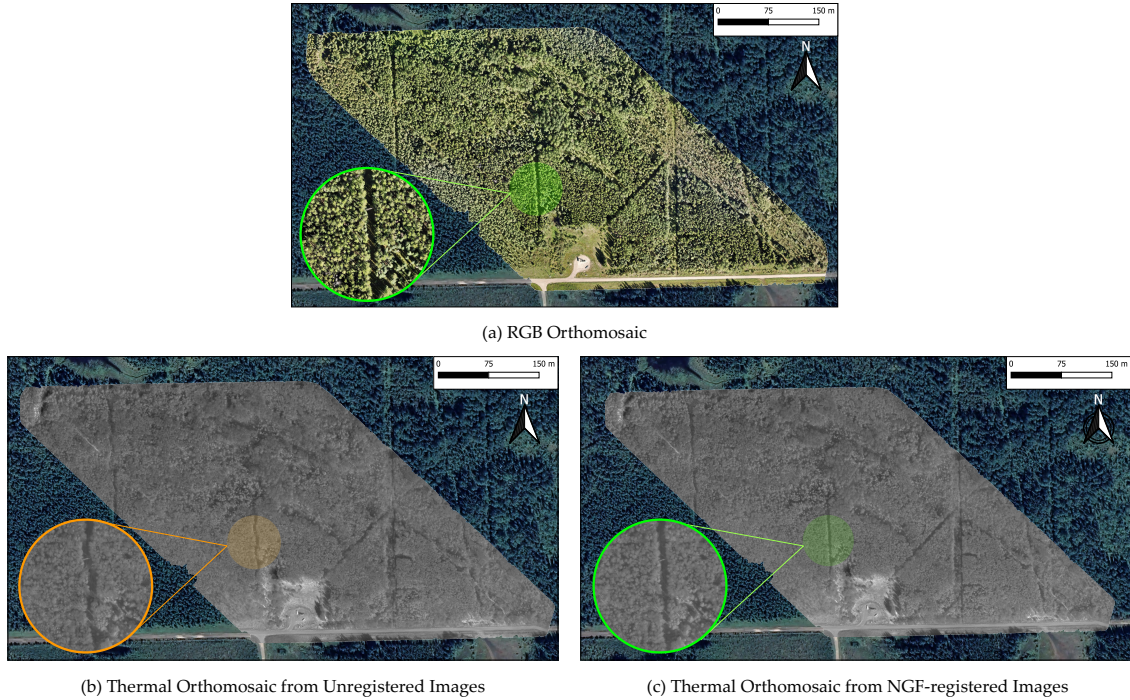 0 75 150 m
N
(a) RGB Orthomosaic
0 75 150 m
N
0 75 150 m
N
(b) Thermal Orthomosaic from Unregistered Images
(c) Thermal Orthomosaic from NGF-registered Images